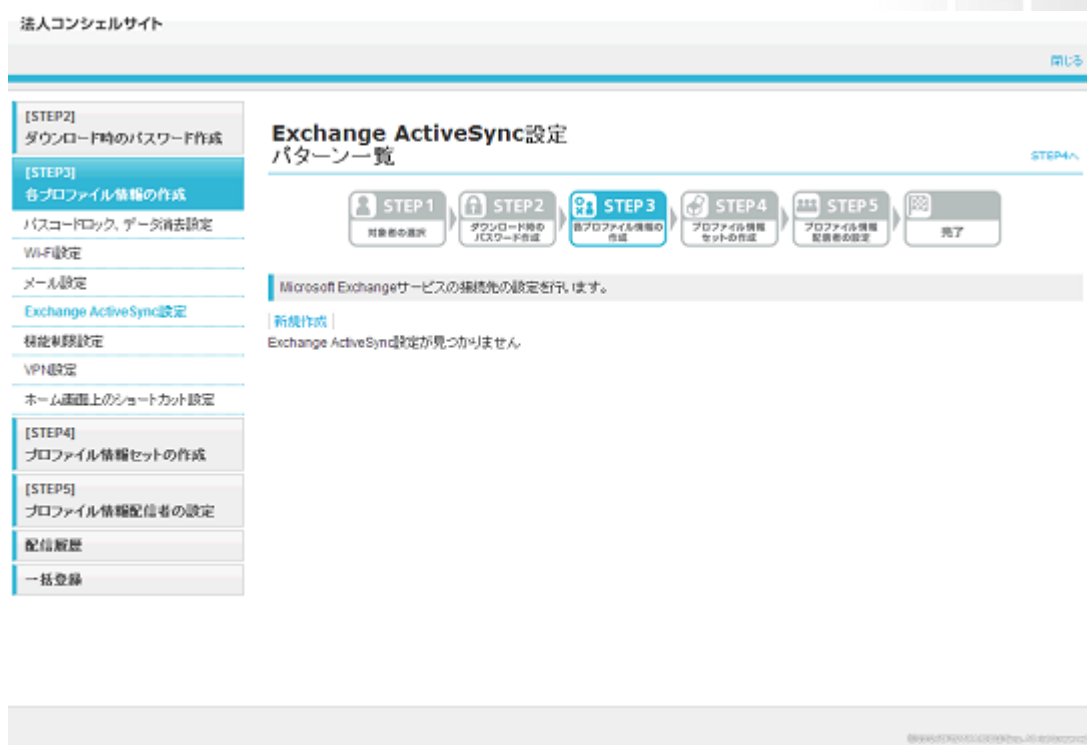 法人コンシェルサイト
閉じる
[STEP2]
ダウンロード時のパスワード作成
[STEP3]
各プロファイル情報の作成
パスコードロック、データ消去設定
Wi-Fi設定
メール設定
Exchange ActiveSync設定
機能制限設定
VPN設定
ホーム画面上のショートカット設定
[STEP4]
プロファイル情報セットの作成
[STEP5]
プロファイル情報配信者の設定
配信履歴
一括登録
Exchange ActiveSync設定
パターン一覧
STEP4へ
STEP 1
対象者の選択
STEP 2
ダウンロード時の
パスワード作成
STEP 3
各プロファイル情報の
作成
STEP 4
プロファイル情報
セットの作成
STEP 5
プロファイル情報
配信者の設定
完了
Microsoft Exchangeサービスの接続先の設定を行います。
新規作成
Exchange ActiveSync設定が見つかりません